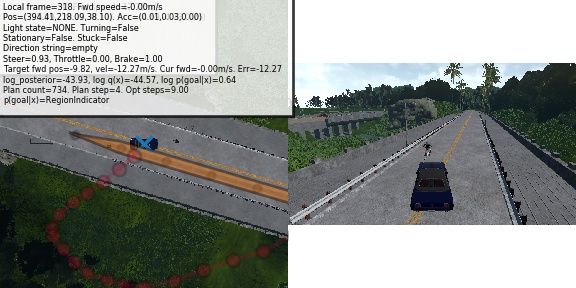 Local frame=318. Fwd speed=-0.00m/s
Pos=(394.41,218.09,38.10). Acc=(0.01,0.03,0.00)
Light state=NONE. Turning=False
Stationary=False. Stuck=False
Direction string=empty
Steer=0.93, Throttle=0.00, Brake=1.00
Target fwd pos=-9.82, vel=-12.27m/s. Cur fwd=-0.00m/s. Err=-12.27
log_posterior=-43.93, log q(x)=-44.57, log p(goal|x)=0.64
Plan count=734. Plan step=4. Opt steps=9.00
p(goal|x)=RegionIndicator